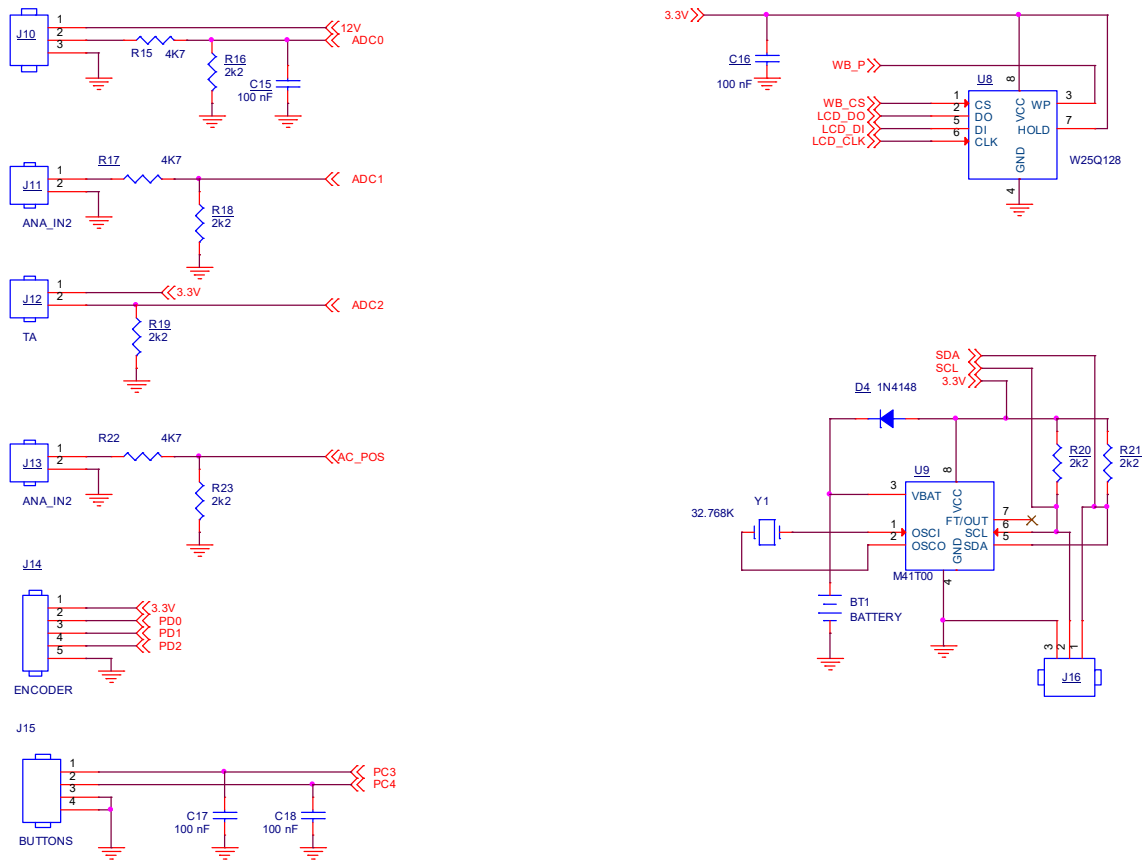 J10
1
2
3
12V
ADC0
R15 4K7
R16
2k2
C15
100 nF
J11
1
2
R17 4K7
ADC1
R18
2k2
ANA_IN2
J12
1
2
3.3V
ADC2
TA
R19
2k2
J13
1
2
R22 4K7
AC_POS
R23
2k2
ANA_IN2
J14
1
2
3
4
5
3.3V
PD0
PD1
PD2
ENCODER
J15
1
2
3
4
PC3
PC4
C17
100 nF
C18
100 nF
BUTTONS
3.3V
C16
100 nF
WB_P
U8
WB_CS
LCD_DO
LCD_DI
LCD_CLK
1
2
5
6
CS
DO
DI
CLK
8
VCC
GND
4
WP
HOLD
3
7
W25Q128
SDA
SCL
3.3V
D4 1N4148
R20
2k2
R21
2k2
U9
8
3
VBAT
VCC
Y1
32.768K
1
2
OSCI
OSCO
FT/OUT
SCL
SDA
7
6
5
GND
M41T00
4
BT1
BATTERY
3
2
1
J16